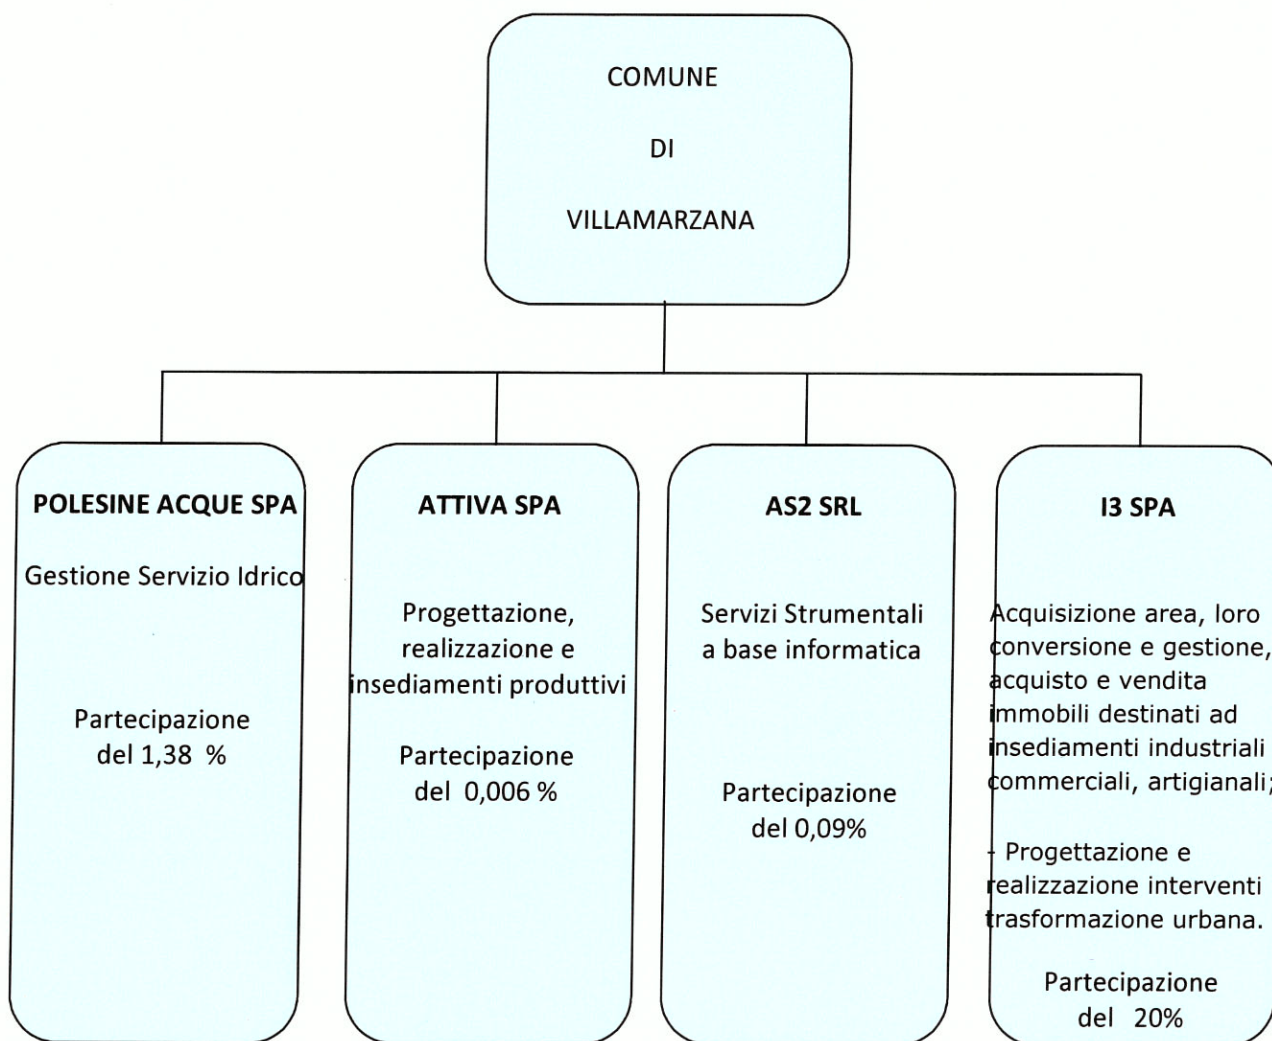 COMUNE
DI
VILLAMARZANA
POLESINE ACQUE SPA
Gestione Servizio Idrico
Partecipazione
del 1,38 %
ATTIVA SPA
Progettazione,
realizzazione e
insediamenti produttivi
Partecipazione
del 0,006 %
AS2 SRL
Servizi Strumentali
a base informatica
Partecipazione
del 0,09%
I3 SPA
Acquisizione area, loro
conversione e gestione,
acquisto e vendita
immobili destinati ad
insediamenti industriali
commerciali, artigianali;
- Progettazione e
realizzazione interventi
trasformazione urbana.
Partecipazione
del 20%